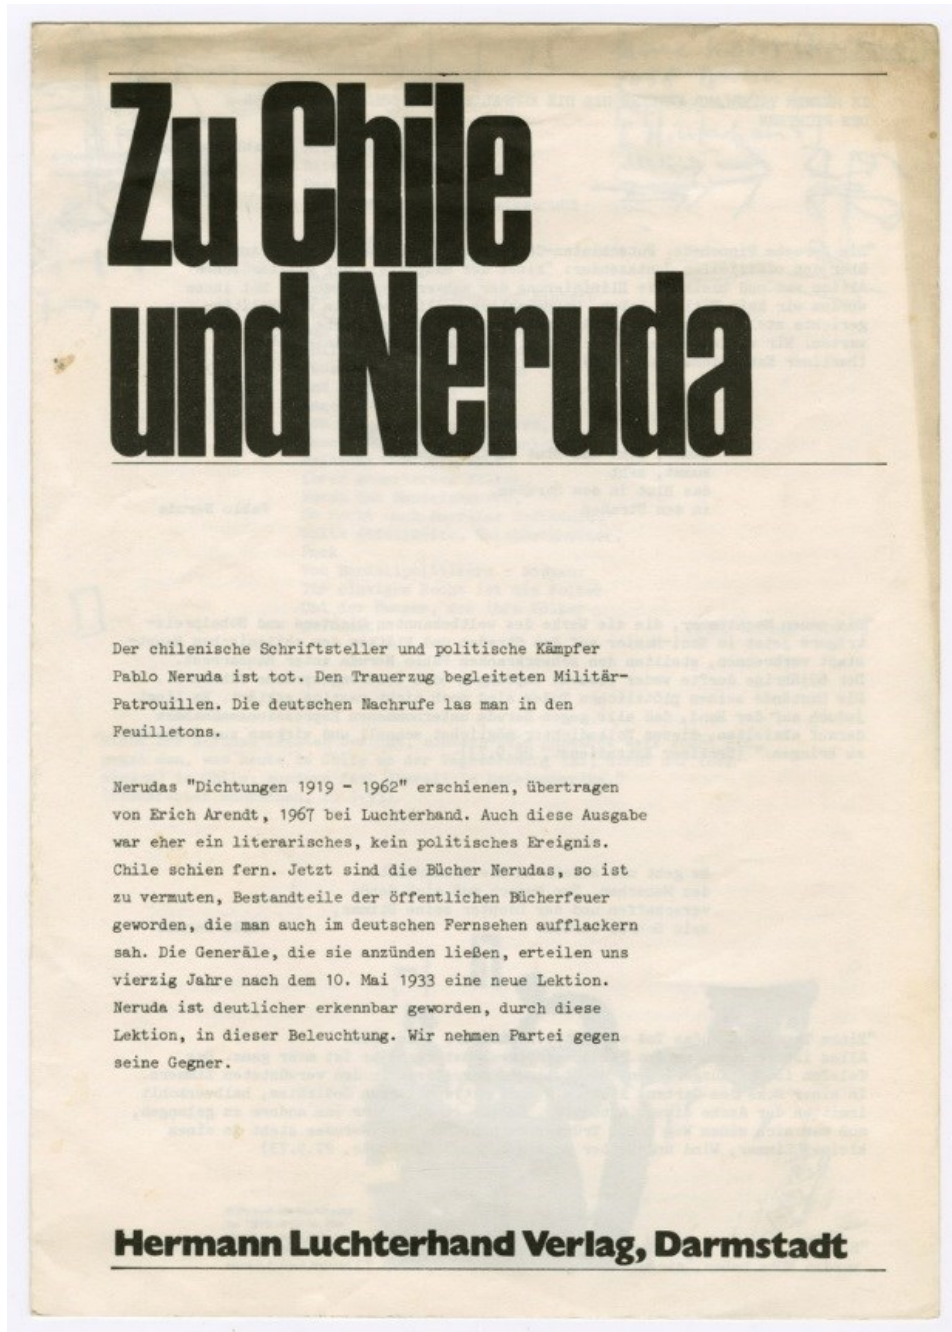 Zu Chile
und Neruda
Der chilenische Schriftsteller und politische Kämpfer
Pablo Neruda ist tot. Den Trauerzug begleiteten Militär-
Patrouillen. Die deutschen Nachrufe las man in den
Feuilletons.
Nerudas "Dichtungen 1919 - 1962" erschienen, übertragen
von Erich Arendt, 1967 bei Luchterhand. Auch diese Ausgabe
war eher ein literarisches, kein politisches Ereignis.
Chile schien fern. Jetzt sind die Bücher Nerudas, so ist
zu vermuten, Bestandteile der öffentlichen Bücherfeuer
geworden, die man auch im deutschen Fernsehen aufflackern
sah. Die Generäle, die sie anzünden ließen, erteilen uns
vierzig Jahre nach dem 10. Mai 1933 eine neue Lektion.
Neruda ist deutlicher erkennbar geworden, durch diese
Lektion, in dieser Beleuchtung. Wir nehmen Partei gegen
seine Gegner.
Hermann Luchterhand Verlag, Darmstadt